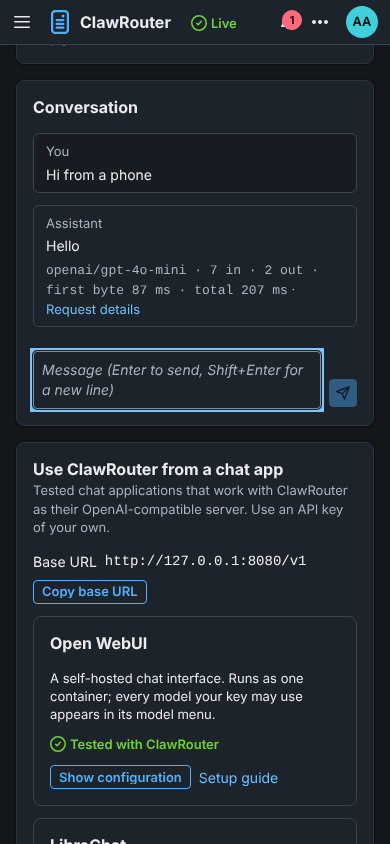 ClawRouter
Live
1
AA
Conversation
You
Hi from a phone
Assistant
Hello
openai/gpt-4o-mini · 7 in · 2 out ·
first byte 87 ms · total 207 ms ·
Request details
Message (Enter to send, Shift+Enter for
a new line)
Use ClawRouter from a chat app
Tested chat applications that work with ClawRouter
as their OpenAI-compatible server. Use an API key
of your own.
Base URL http://127.0.0.1:8080/v1
Copy base URL
Open WebUI
A self-hosted chat interface. Runs as one
container; every model your key may use
appears in its model menu.
Tested with ClawRouter
Show configuration Setup guide
LibreChat